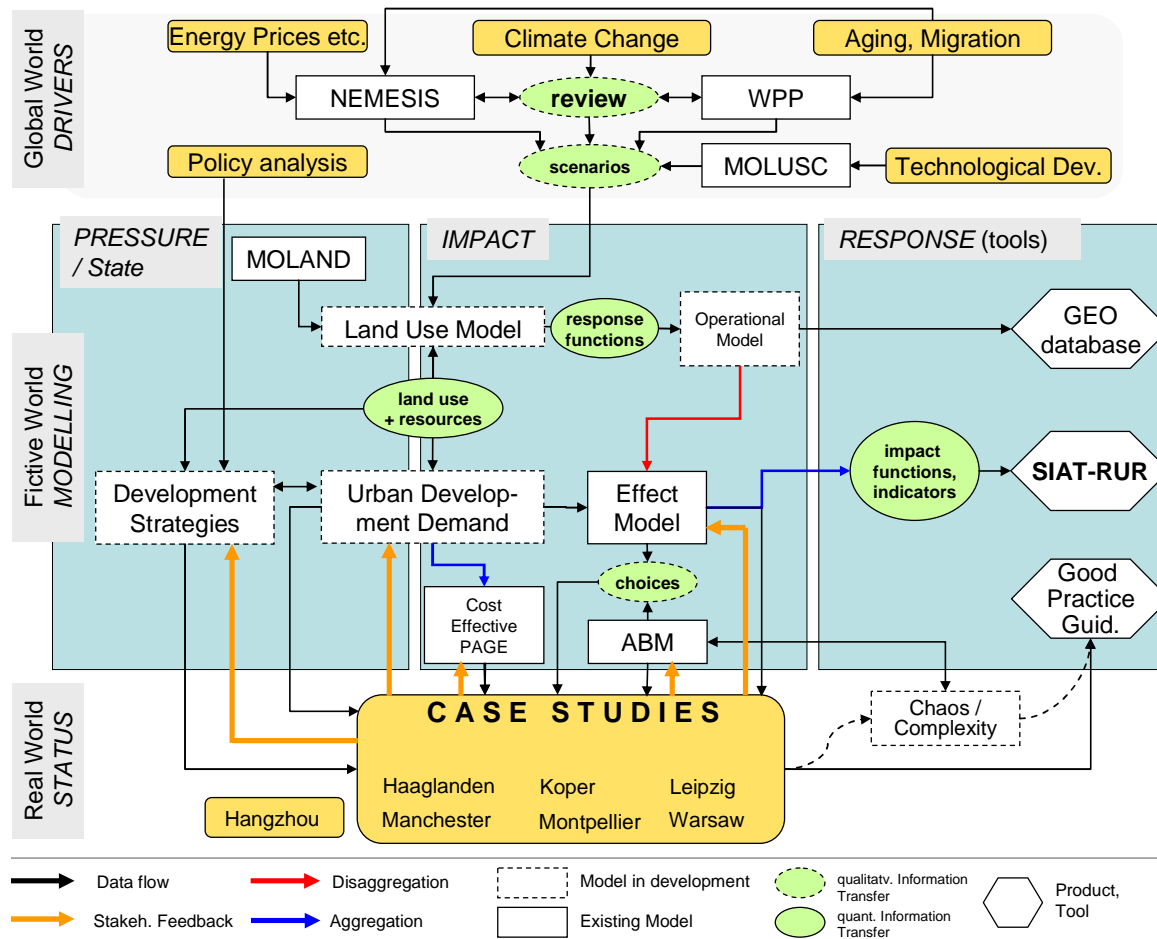 Global World
DRIVERS
Energy Prices etc.
Climate Change
Aging, Migration
NEMESIS
review
WPP
Policy analysis
scenarios
MOLUSC
Technological Dev.
Fictive World
MODELLING
PRESSURE
/ State
IMPACT
RESPONSE (tools)
MOLAND
Land Use Model
response
functions
Operational
Model
GEO
database
land use
+ resources
Development
Strategies
Urban Develop-
ment Demand
Effect
Model
impact
functions,
indicators
SIAT-RUR
choices
Cost
Effective
PAGE
ABM
Good
Practice
Guid.
Real World
STATUS
CASE STUDIES
Chaos /
Complexity
Haaglanden
Koper
Leipzig
Hangzhou
Manchester
Montpellier
Warsaw
Data flow
Disaggregation
Model in development
qualitatv. Information
Transfer
Product,
Tool
Stakeh. Feedback
Aggregation
Existing Model
quant. Information
Transfer